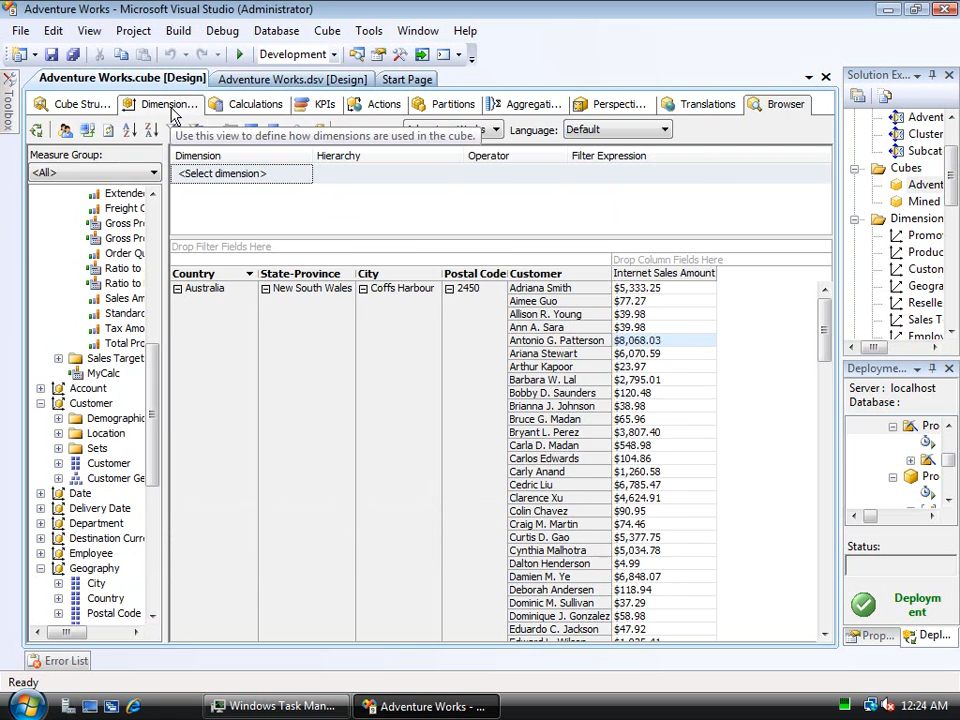 Adventure Works - Microsoft Visual Studio (Administrator)
File Edit View Project Build Debug Database Cube Tools Window Help
Development
Adventure Works.cube [Design] Adventure Works.dsv [Design] Start Page
Toolbox
Cube Stru... Dimension... Calculations KPIs Actions Partitions Aggregati... Perspecti... Translations Browser
Language: Default
Use this view to define how dimensions are used in the cube.
Measure Group:
<All>
Extended
Freight C
Gross Pro
Gross Pro
Order Qu
Ratio to
Ratio to
Sales Am
Standard
Tax Amo
Total Pro
Sales Target
MyCalc
Account
Customer
Demographic
Location
Sets
Customer
Customer Ge
Date
Delivery Date
Department
Destination Curr
Employee
Geography
City
Country
Postal Code
Dimension Hierarchy Operator Filter Expression
<Select dimension>
Drop Filter Fields Here
Drop Column Fields Here
Country State-Province City Postal Code Customer Internet Sales Amount
Australia New South Wales Coffs Harbour 2450 Adriana Smith $5,333.25
Aimee Guo $77.27
Allison R. Young $39.98
Ann A. Sara $39.98
Antonio G. Patterson $8,068.03
Ariana Stewart $6,070.59
Arthur Kapoor $23.97
Barbara W. Lal $2,795.01
Bobby D. Saunders $120.48
Brianna J. Johnson $38.98
Bruce G. Madan $65.96
Bryant L. Perez $3,807.40
Carla D. Madan $548.98
Carlos Edwards $104.86
Carly Anand $1,260.58
Cedric Liu $6,785.47
Clarence Xu $4,624.91
Colin Chavez $90.95
Craig M. Martin $74.46
Curtis D. Gao $5,377.75
Cynthia Malhotra $5,034.78
Dalton Henderson $4.99
Damien M. Ye $6,848.07
Deborah Andersen $118.94
Dominic M. Sullivan $37.29
Dominique J. Gonzalez $58.98
Eduardo C. Jackson $47.92
Solution Ex...
Advent
Cluster
Subcat
Cubes
Advent
Mined
Dimension
Promo
Produc
Custom
Geogra
Reselle
Sales T
Employ
Deployme...
Server : localhost
Database :
Pro
Pro
Pro
Status:
Deployment
Prop... Depl...
Error List
Ready
Windows Task Man... Adventure Works - ... 12:24 AM